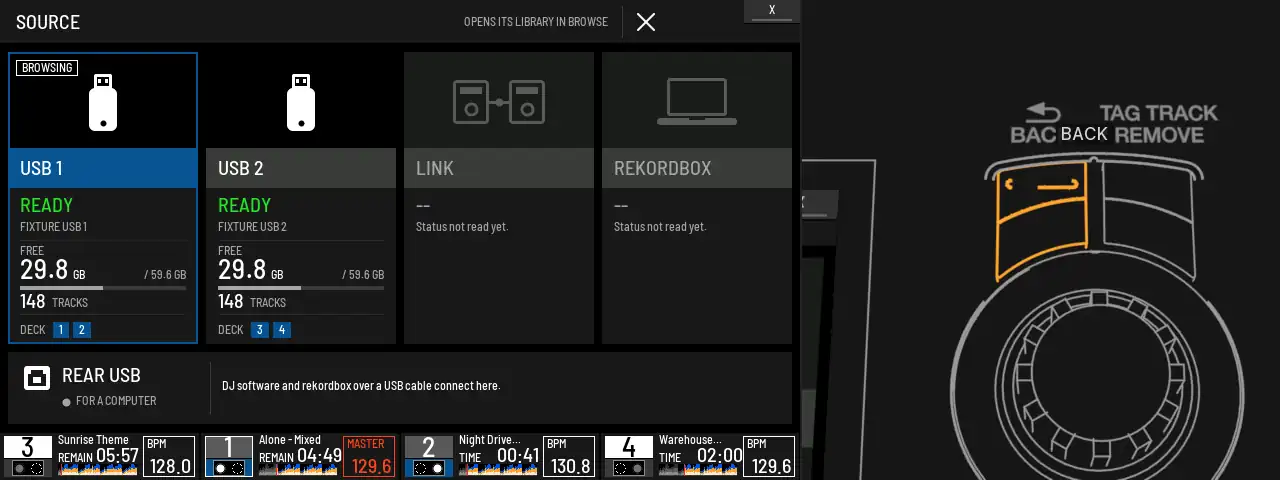 SOURCE
OPENS ITS LIBRARY IN BROWSE
X
BROWSING
USB 1
READY
FIXTURE USB 1
FREE
29.8 GB / 59.6 GB
148 TRACKS
DECK 1 2
USB 2
READY
FIXTURE USB 2
FREE
29.8 GB / 59.6 GB
148 TRACKS
DECK 3 4
LINK
--
Status not read yet.
REKORDBOX
--
Status not read yet.
REAR USB
FOR A COMPUTER
DJ software and rekordbox over a USB cable connect here.
3
Sunrise Theme
REMAIN 05:57
BPM
128.0
1
Alone - Mixed
REMAIN 04:49
MASTER
129.6
2
Night Drive...
TIME 00:41
BPM
130.8
4
Warehouse...
TIME 02:00
BPM
129.6
TAG TRACK
BACK REMOVE